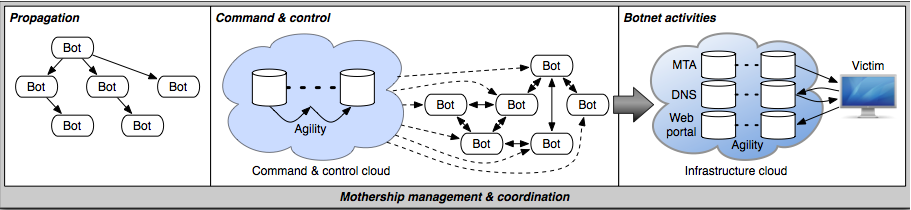 Propagation
Bot
Bot
Bot
Bot
Bot
Bot
Command & control
Agility
Command & control cloud
Bot
Bot
Bot
Bot
Bot
Bot
Botnet activities
MTA
DNS
Web
portal
Agility
Infrastructure cloud
Victim
Mothership management & coordination